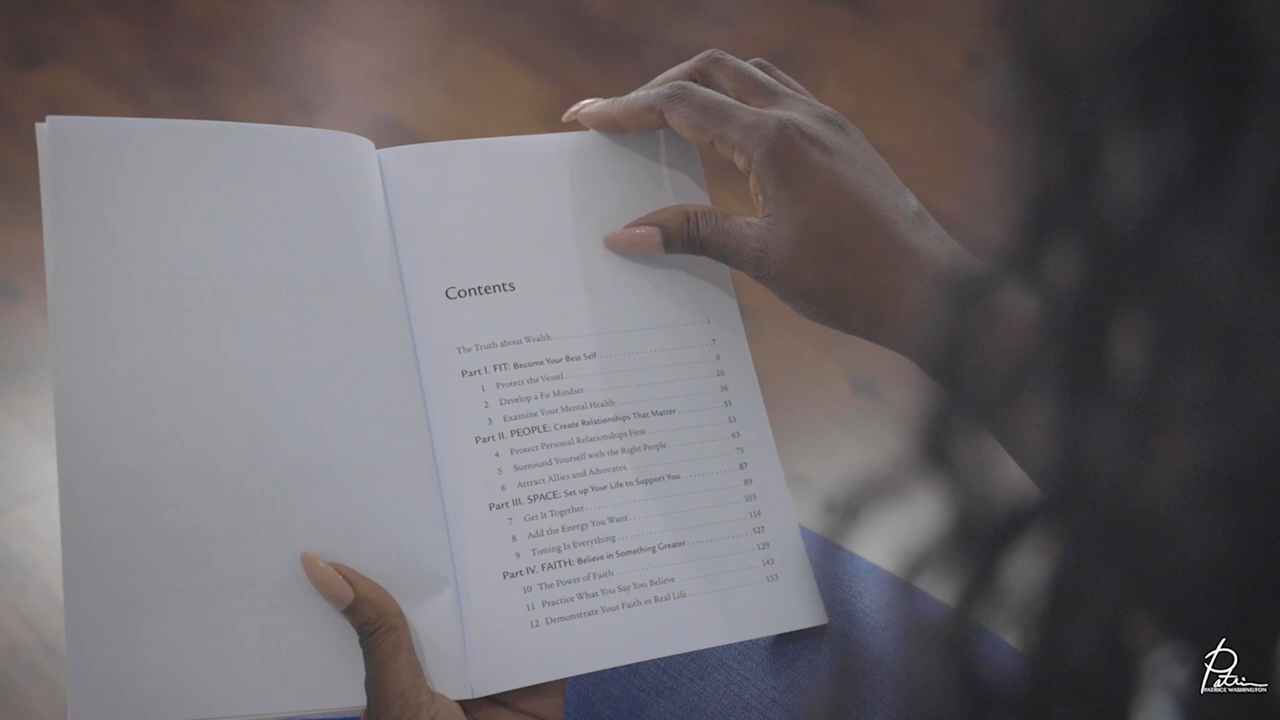 Contents
The Truth about Wealth. 1
Part I. FIT: Become Your Best Self 7
1 Protect the Vessel 8
2 Develop a Fit Mindset 20
3 Examine Your Mental Health 36
Part II. PEOPLE: Create Relationships That Matter 51
4 Protect Personal Relationships First 53
5 Surround Yourself with the Right People 63
6 Attract Allies and Advocates. 75
Part III. SPACE: Set up Your Life to Support You. 87
7 Get It Together 89
8 Add the Energy You Want 103
9 Timing Is Everything 114
Part IV. FAITH: Believe in Something Greater 127
10 The Power of Faith 129
11 Practice What You Say You Believe 143
12 Demonstrate Your Faith in Real Life 153
Patri
PATRICE WASHINGTON